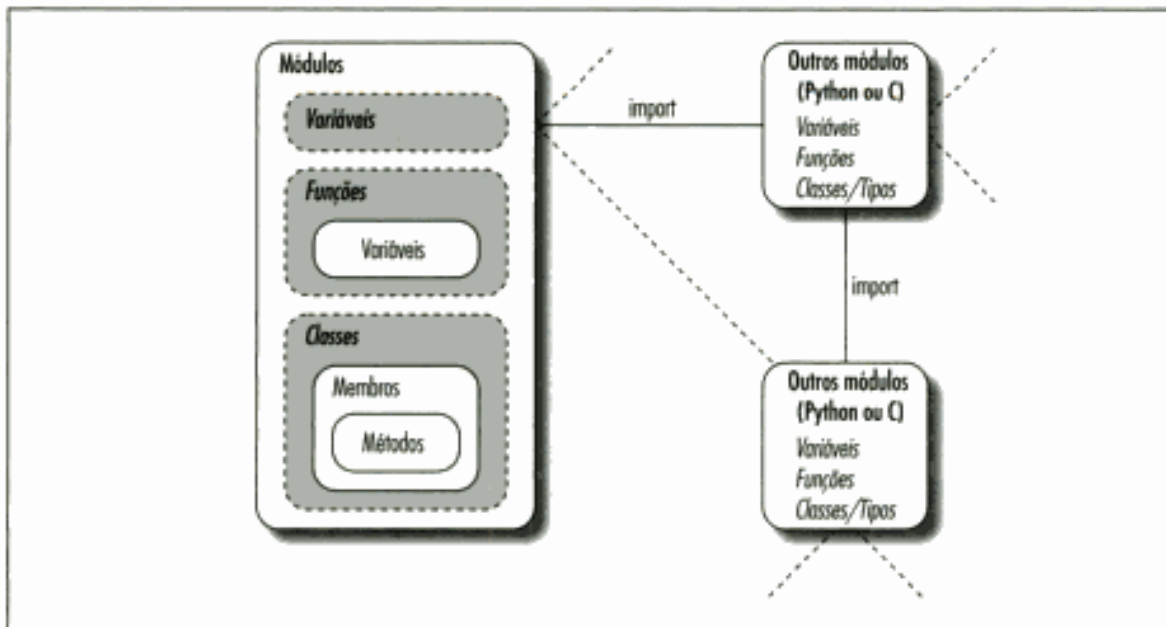 Módulos
Variáveis
Funções
Variáveis
Classes
Membros
Métodos
import
Outros módulos
(Python ou C)
Variáveis
Funções
Classes/Tipos
import
Outros módulos
(Python ou C)
Variáveis
Funções
Classes/Tipos